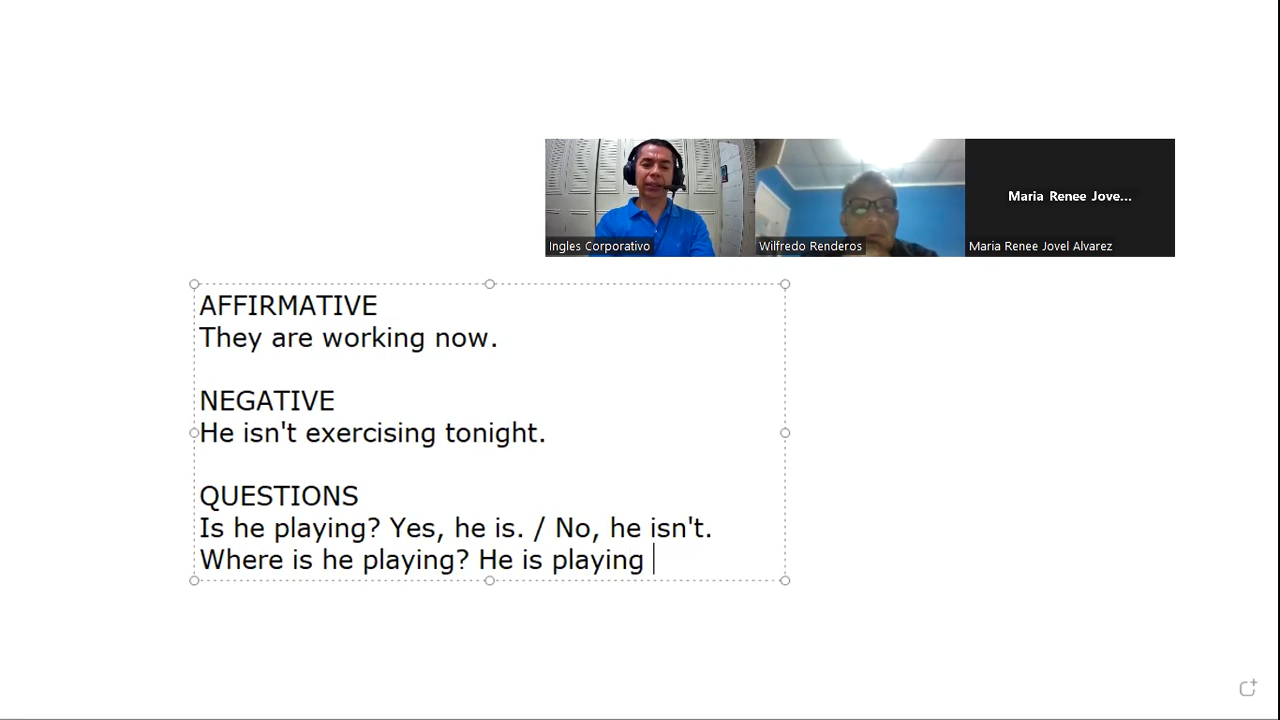 Maria Renee Jove...
Ingles Corporativo
Wilfredo Renderos
Maria Renee Jovel Alvarez
AFFIRMATIVE
They are working now.
NEGATIVE
He isn't exercising tonight.
QUESTIONS
Is he playing? Yes, he is. / No, he isn't.
Where is he playing? He is playing